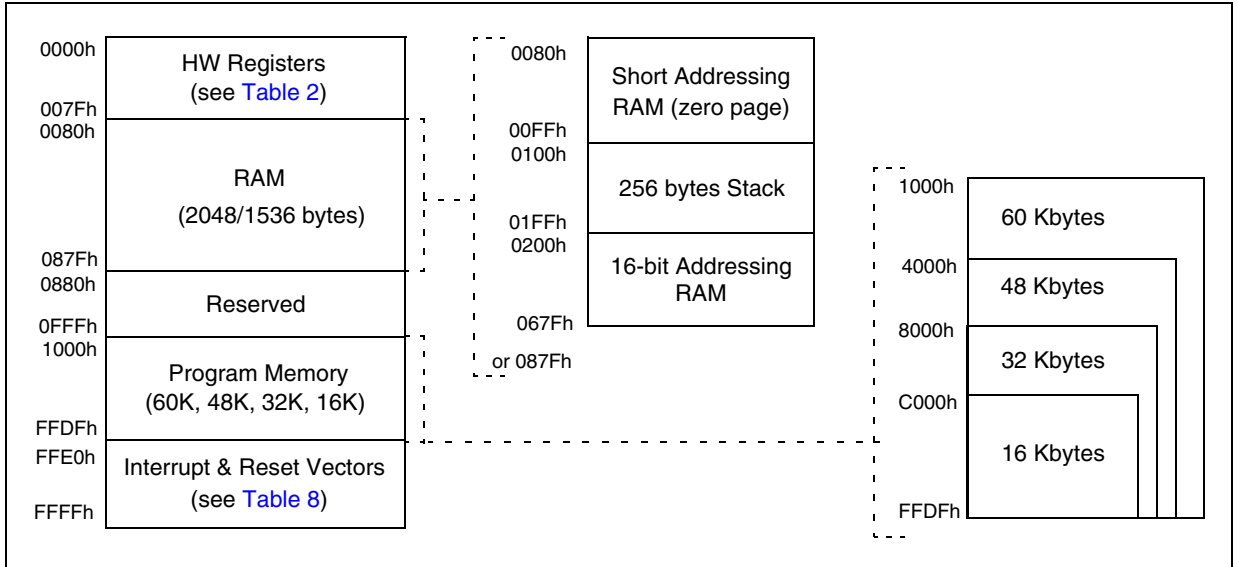 0000h
HW Registers
(see Table 2)
007Fh
0080h
RAM
(2048/1536 bytes)
087Fh
0880h
Reserved
0FFFh
1000h
Program Memory
(60K, 48K, 32K, 16K)
FFDFh
FFE0h
Interrupt & Reset Vectors
(see Table 8)
FFFFh
0080h
Short Addressing
RAM (zero page)
00FFh
0100h
256 bytes Stack
01FFh
0200h
16-bit Addressing
RAM
067Fh
or 087Fh
1000h
60 Kbytes
4000h
48 Kbytes
8000h
32 Kbytes
C000h
16 Kbytes
FFDFh